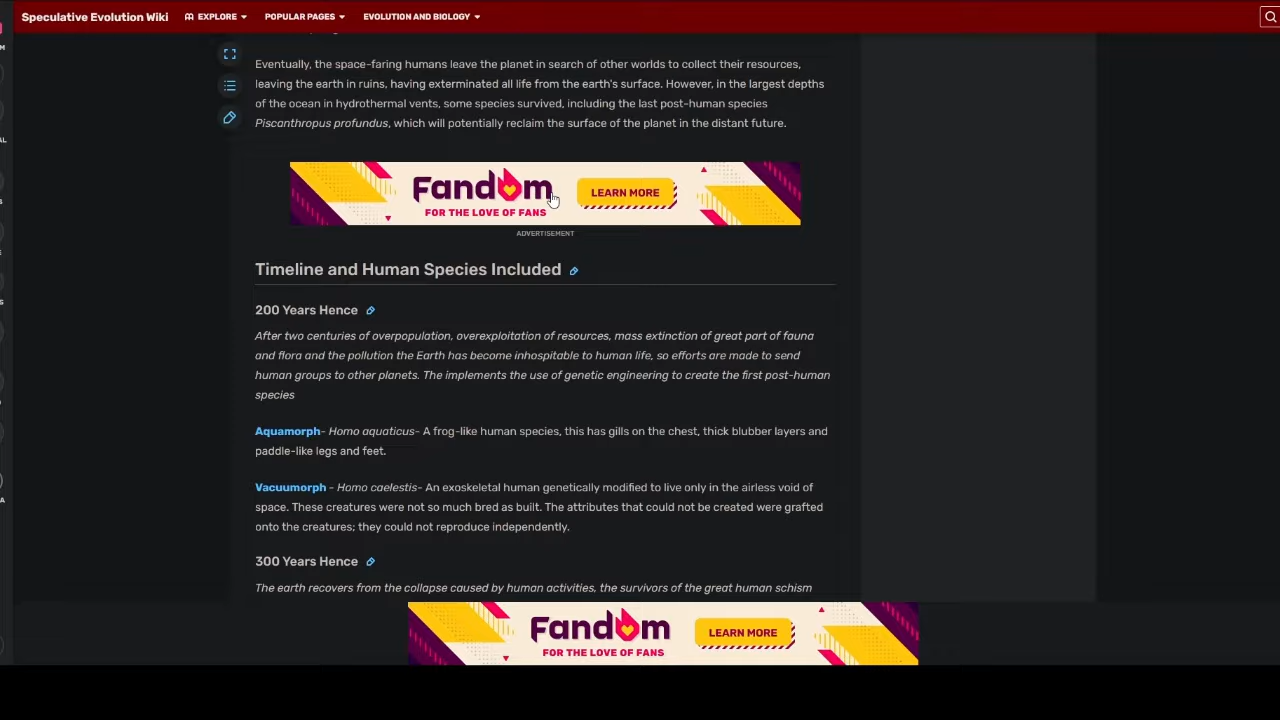 Speculative Evolution Wiki
EXPLORE
POPULAR PAGES
EVOLUTION AND BIOLOGY
Eventually, the space-faring humans leave the planet in search of other worlds to collect their resources,
leaving the earth in ruins, having exterminated all life from the earth's surface. However, in the largest depths
of the ocean in hydrothermal vents, some species survived, including the last post-human species
Piscanthropus profundus, which will potentially reclaim the surface of the planet in the distant future.
Fandom
FOR THE LOVE OF FANS
LEARN MORE
ADVERTISEMENT
Timeline and Human Species Included
200 Years Hence
After two centuries of overpopulation, overexploitation of resources, mass extinction of great part of fauna
and flora and the pollution the Earth has become inhospitable to human life, so efforts are made to send
human groups to other planets. The implements the use of genetic engineering to create the first post-human
species
Aquamorph- Homo aquaticus- A frog-like human species, this has gills on the chest, thick blubber layers and
paddle-like legs and feet.
Vacuumorph - Homo caelestis- An exoskeletal human genetically modified to live only in the airless void of
space. These creatures were not so much bred as built. The attributes that could not be created were grafted
onto the creatures; they could not reproduce independently.
300 Years Hence
The earth recovers from the collapse caused by human activities, the survivors of the great human schism
Fandom
FOR THE LOVE OF FANS
LEARN MORE